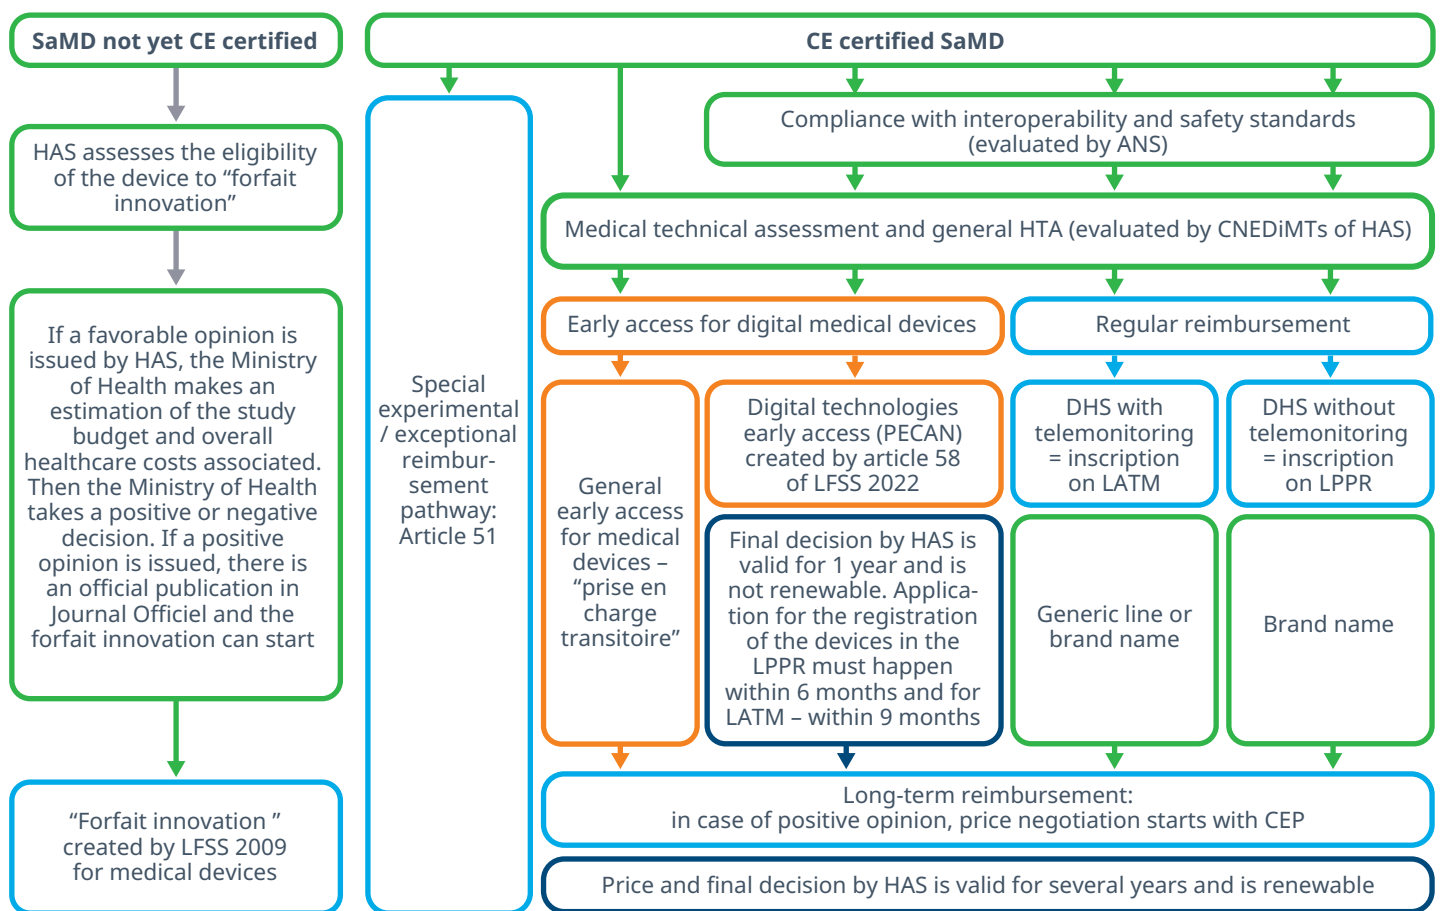 SaMD not yet CE certified
HAS assesses the eligibility
of the device to “forfait
innovation”
If a favorable opinion is
issued by HAS, the Ministry
of Health makes an
estimation of the study
budget and overall
healthcare costs associated.
Then the Ministry of Health
takes a positive or negative
decision. If a positive
opinion is issued, there is
an official publication in
Journal Officiel and the
forfait innovation can start
“Forfait innovation ”
created by LFSS 2009
for medical devices
CE certified SaMD
Special
experimental
/ exceptional
reimbur-
sement
pathway:
Article 51
Compliance with interoperability and safety standards
(evaluated by ANS)
Medical technical assessment and general HTA (evaluated by CNEDiMTs of HAS)
Early access for digital medical devices
Regular reimbursement
General
early access
for medical
devices –
“prise en
charge
transitoire”
Digital technologies
early access (PECAN)
created by article 58
of LFSS 2022
Final decision by HAS is
valid for 1 year and is
not renewable. Applica-
tion for the registration
of the devices in the
LPPR must happen
within 6 months and for
LATM – within 9 months
DHS with
telemonitoring
= inscription
on LATM
Generic line or
brand name
DHS without
telemonitoring
= inscription
on LPPR
Brand name
Long-term reimbursement:
in case of positive opinion, price negotiation starts with CEP
Price and final decision by HAS is valid for several years and is renewable